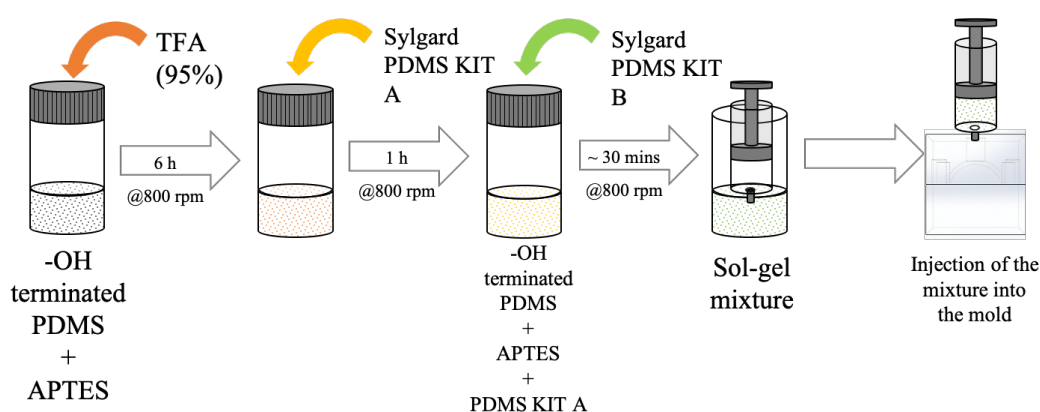 TFA
(95%)
Sylgard
PDMS KIT
A
Sylgard
PDMS KIT
B
6 h
@800 rpm
1 h
@800 rpm
~ 30 mins
@800 rpm
-OH
terminated
PDMS
+
APTES
-OH
terminated
PDMS
+
APTES
+
PDMS KIT A
Sol-gel
mixture
Injection of the
mixture into
the mold